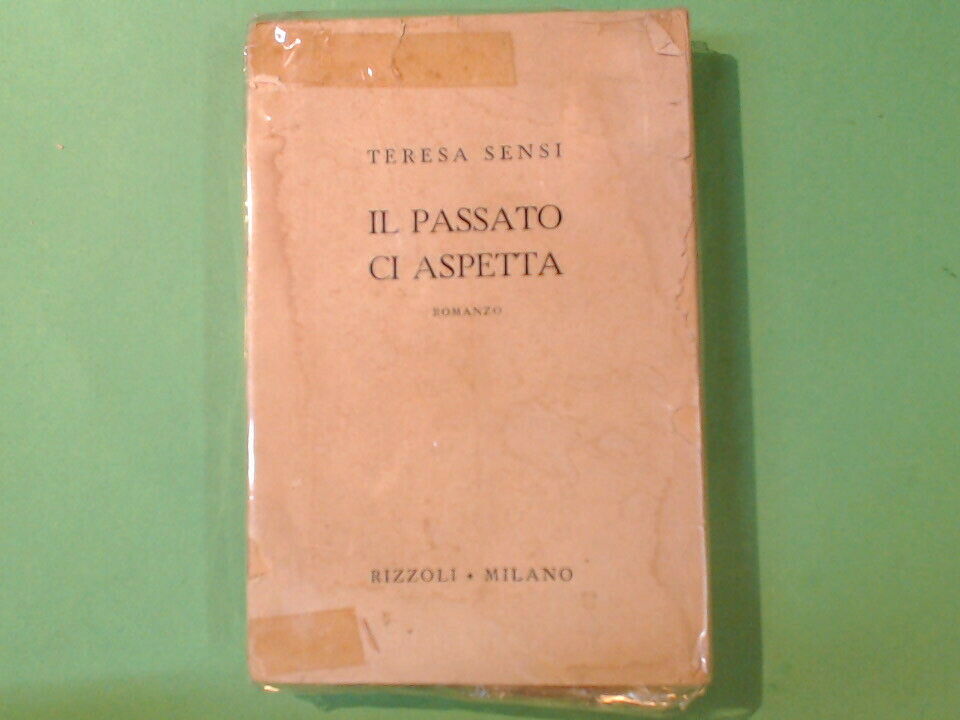 TERESA SENSI
IL PASSATO
CI ASPETTA
ROMANZO
RIZZOLI • MILANO